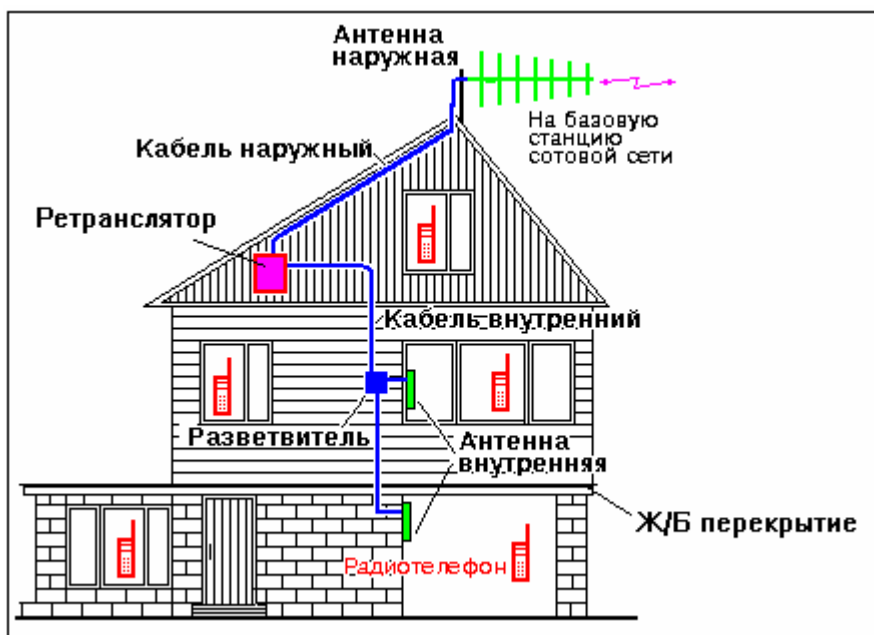 Антенна
наружная
На базовую
станцию
сотовой сети
Кабель наружный
Ретранслятор
Кабель внутренний
Разветвитель
Антенна
внутренняя
Ж/Б перекрытие
Радиотелефон